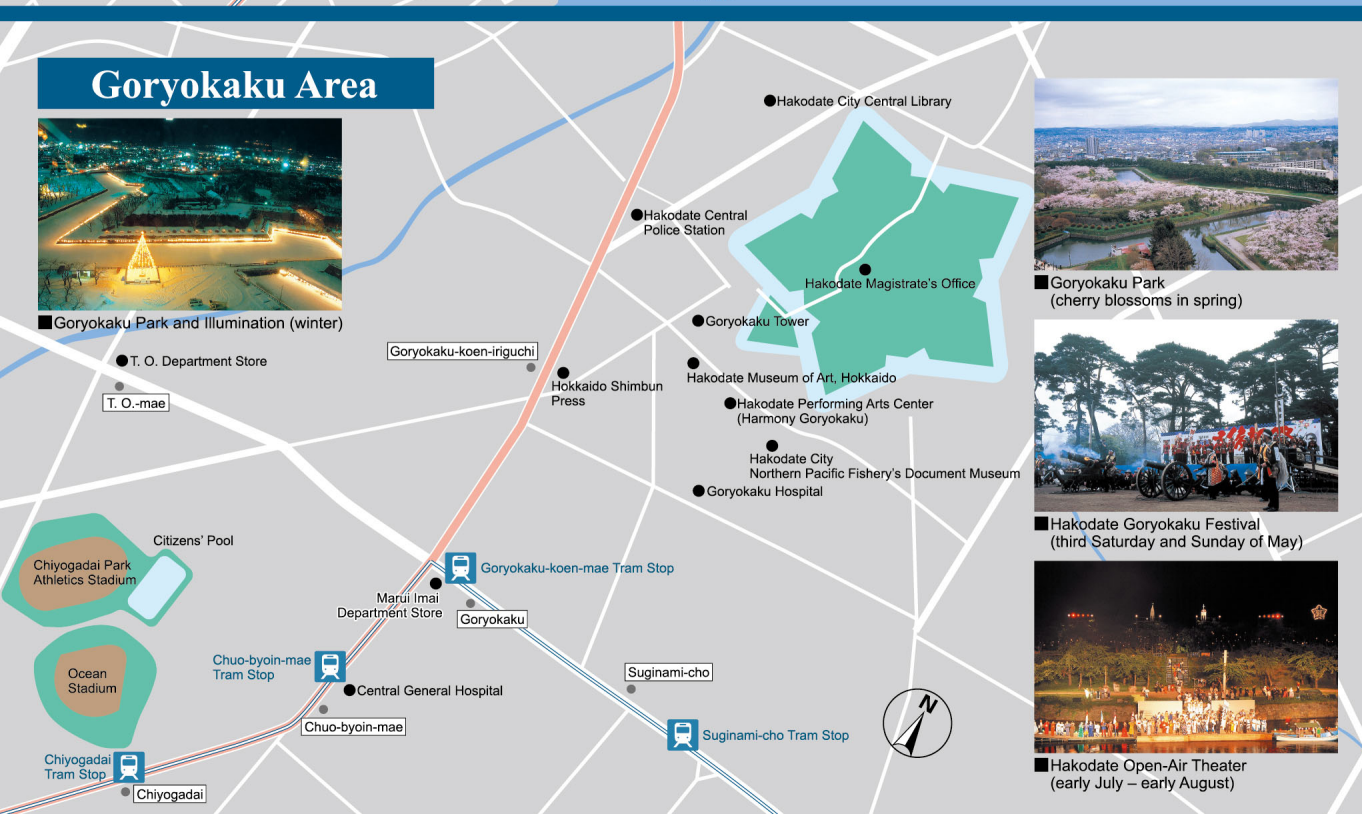 Goryokaku Area
Goryokaku Park and Illumination (winter)
T. O. Department Store
T. O.-mae
Hakodate City Central Library
Hakodate Central
Police Station
Hakodate Magistrate's Office
Goryokaku Tower
Goryokaku-koen-iriguchi
Hokkaido Shimbun
Press
Hakodate Museum of Art, Hokkaido
Hakodate Performing Arts Center
(Harmony Goryokaku)
Hakodate City
Northern Pacific Fishery's Document Museum
Goryokaku Hospital
Goryokaku Park
(cherry blossoms in spring)
Hakodate Goryokaku Festival
(third Saturday and Sunday of May)
Hakodate Open-Air Theater
(early July – early August)
Citizens' Pool
Chiyogadai Park
Athletics Stadium
Ocean
Stadium
Goryokaku-koen-mae Tram Stop
Marui Imai
Department Store
Goryokaku
Chuo-byoin-mae
Tram Stop
Central General Hospital
Chuo-byoin-mae
Suginami-cho
Suginami-cho Tram Stop
Chiyogadai
Tram Stop
Chiyogadai
N